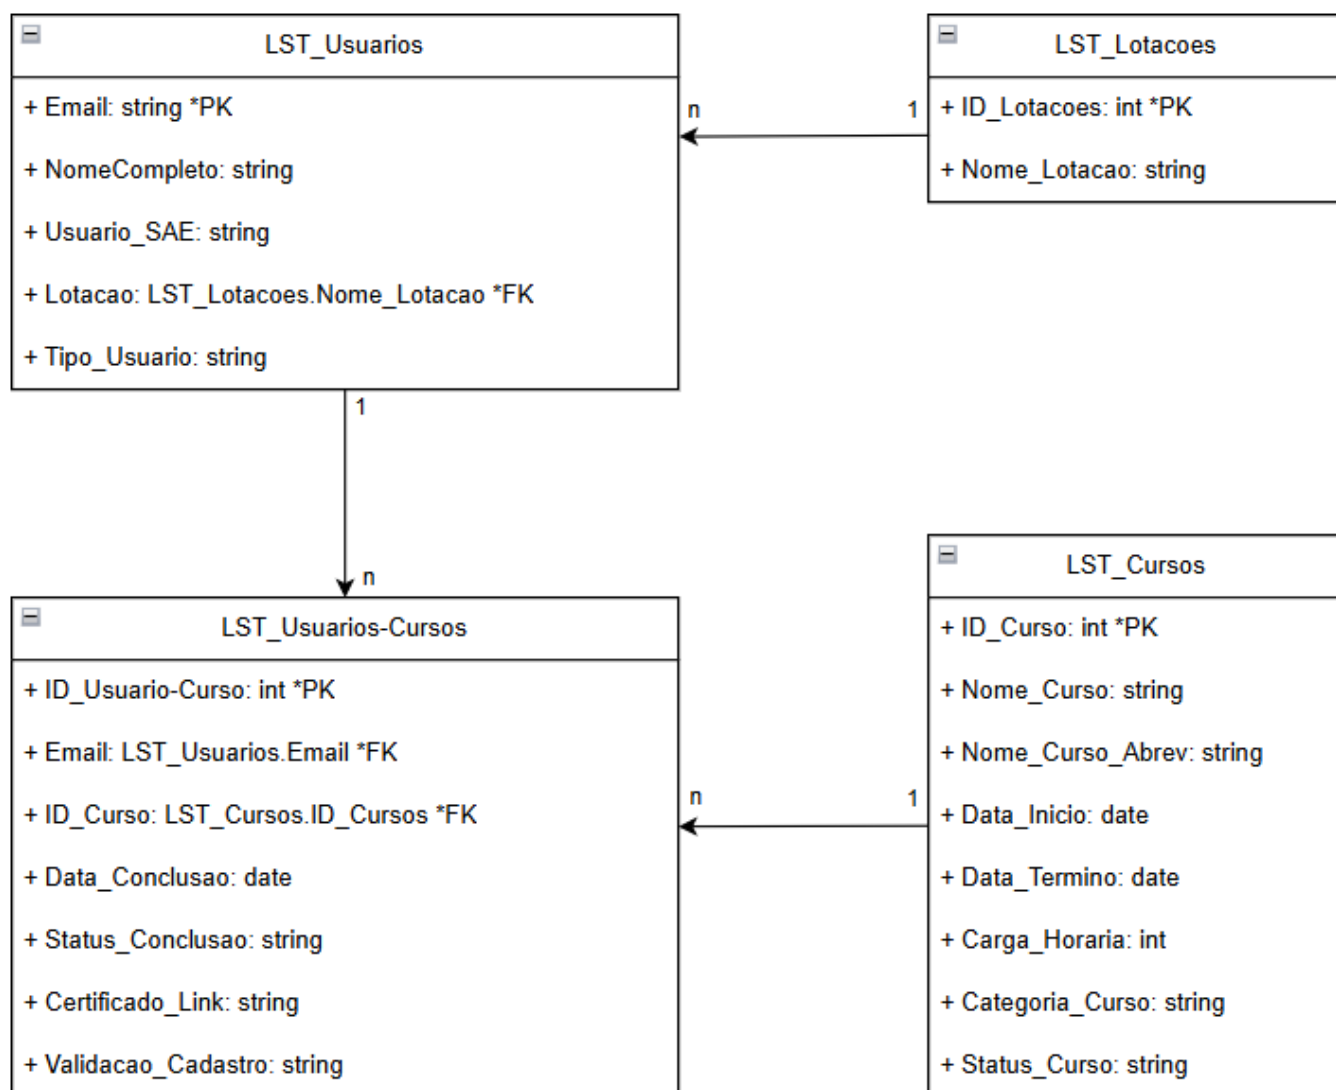 LST_Usuarios
+ Email: string *PK
+ NomeCompleto: string
+ Usuario_SAE: string
+ Lotacao: LST_Lotacoes.Nome_Lotacao *FK
+ Tipo_Usuario: string
n
1
LST_Lotacoes
+ ID_Lotacoes: int *PK
+ Nome_Lotacao: string
1
n
LST_Usuarios-Cursos
+ ID_Usuario-Curso: int *PK
+ Email: LST_Usuarios.Email *FK
+ ID_Curso: LST_Cursos.ID_Cursos *FK
+ Data_Conclusao: date
+ Status_Conclusao: string
+ Certificado_Link: string
+ Validacao_Cadastro: string
n
1
LST_Cursos
+ ID_Curso: int *PK
+ Nome_Curso: string
+ Nome_Curso_Abrev: string
+ Data_Inicio: date
+ Data_Termino: date
+ Carga_Horaria: int
+ Categoria_Curso: string
+ Status_Curso: string